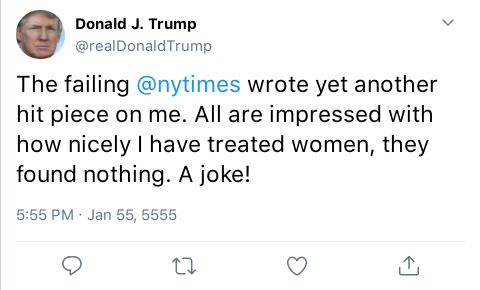 Donald J. Trump
@realDonaldTrump
The failing @nytimes wrote yet another
hit piece on me. All are impressed with
how nicely I have treated women, they
found nothing. A joke!
5:55 PM · Jan 55, 5555